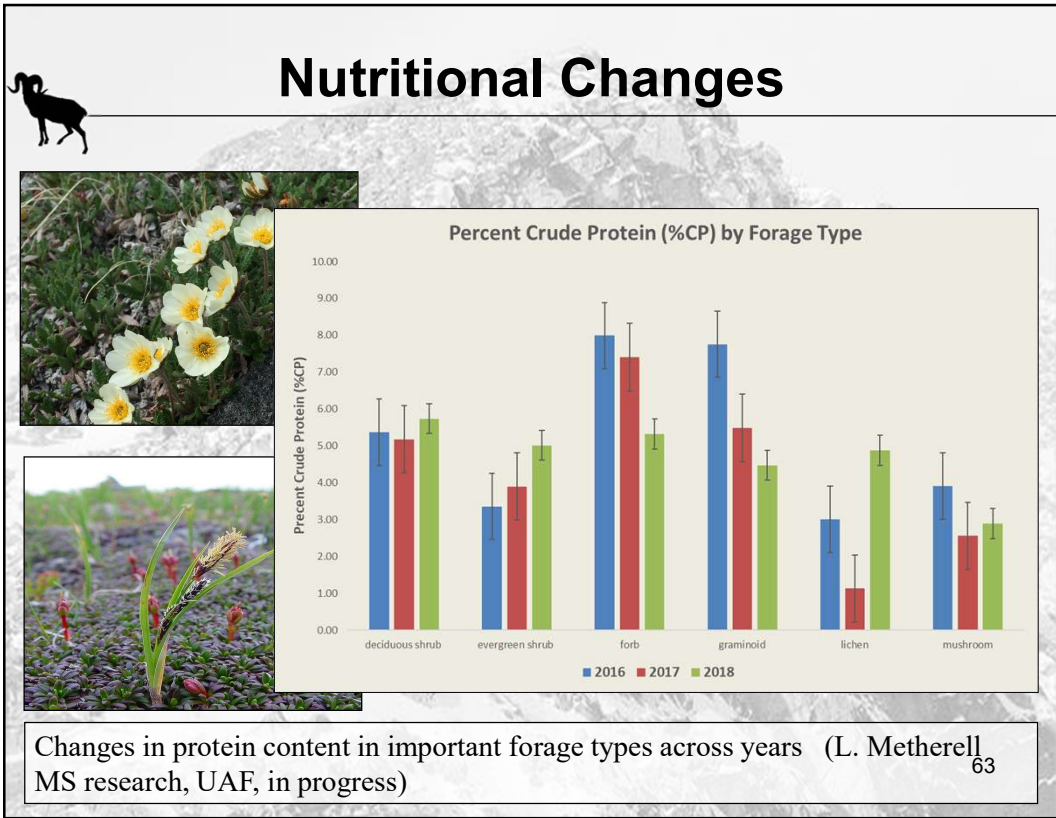 Nutritional Changes
Percent Crude Protein (%CP) by Forage Type
Precent Crude Protein (%CP)
10.00
9.00
8.00
7.00
6.00
5.00
4.00
3.00
2.00
1.00
0.00
deciduous shrub evergreen shrub forb graminoid lichen mushroom
2016 2017 2018
Changes in protein content in important forage types across years (L. Metherell
MS research, UAF, in progress)
63